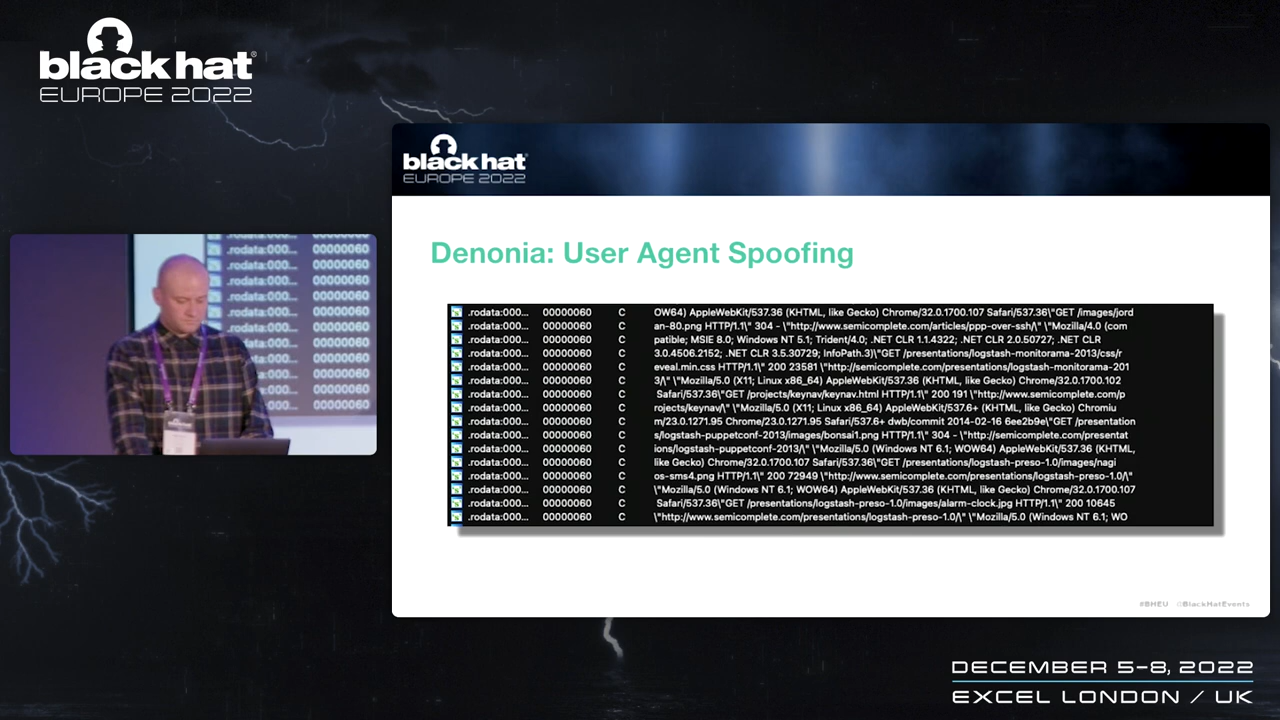 black hat®
EUROPE 2022
black hat®
EUROPE 2022
Denonia: User Agent Spoofing
.rodata:000... 00000060 C OW64) AppleWebKit/537.36 (KHTML, like Gecko) Chrome/32.0.1700.107 Safari/537.36\"GET /images/jord
.rodata:000... 00000060 C an-80.png HTTP/1.1\" 304 - \"http://www.semicomplete.com/articles/ppp-over-ssh/\" \"Mozilla/4.0 (com
.rodata:000... 00000060 C patible; MSIE 8.0; Windows NT 5.1; Trident/4.0; .NET CLR 1.1.4322; .NET CLR 2.0.50727; .NET CLR
.rodata:000... 00000060 C 3.0.4506.2152; .NET CLR 3.5.30729; InfoPath.3)\"GET /presentations/logstash-monitorama-2013/css/r
.rodata:000... 00000060 C eveal.min.css HTTP/1.1\" 200 23581 \"http://semicomplete.com/presentations/logstash-monitorama-201
.rodata:000... 00000060 C 3/\" \"Mozilla/5.0 (X11; Linux x86_64) AppleWebKit/537.36 (KHTML, like Gecko) Chrome/32.0.1700.102
.rodata:000... 00000060 C Safari/537.36\"GET /projects/keynav/keynav.html HTTP/1.1\" 200 191 \"http://www.semicomplete.com/p
.rodata:000... 00000060 C rojects/keynav/\" \"Mozilla/5.0 (X11; Linux x86_64) AppleWebKit/537.6+ (KHTML, like Gecko) Chromiu
.rodata:000... 00000060 C m/23.0.1271.95 Chrome/23.0.1271.95 Safari/537.6+ dwb/commit 2014-02-16 6ee2b9e\"GET /presentation
.rodata:000... 00000060 C s/logstash-puppetconf-2013/images/bonsai1.png HTTP/1.1\" 304 - \"http://semicomplete.com/presentat
.rodata:000... 00000060 C ions/logstash-puppetconf-2013/\" \"Mozilla/5.0 (Windows NT 6.1; WOW64) AppleWebKit/537.36 (KHTML,
.rodata:000... 00000060 C like Gecko) Chrome/32.0.1700.107 Safari/537.36\"GET /presentations/logstash-preso-1.0/images/nagi
.rodata:000... 00000060 C os-sms4.png HTTP/1.1\" 200 72949 \"http://www.semicomplete.com/presentations/logstash-preso-1.0/\"
.rodata:000... 00000060 C \"Mozilla/5.0 (Windows NT 6.1; WOW64) AppleWebKit/537.36 (KHTML, like Gecko) Chrome/32.0.1700.107
.rodata:000... 00000060 C Safari/537.36\"GET /presentations/logstash-preso-1.0/images/alarm-clock.jpg HTTP/1.1\" 200 10645
.rodata:000... 00000060 C \"http://www.semicomplete.com/presentations/logstash-preso-1.0/\" \"Mozilla/5.0 (Windows NT 6.1; WO
.rodata:000... 00000060
.rodata:000... 00000060
.rodata:000... 00000060
.rodata:000... 00000060
.rodata:000... 00000060
.rodata:000... 00000060
#BHEU @BlackHatEvents
DECEMBER 5-8, 2022
EXCEL LONDON / UK